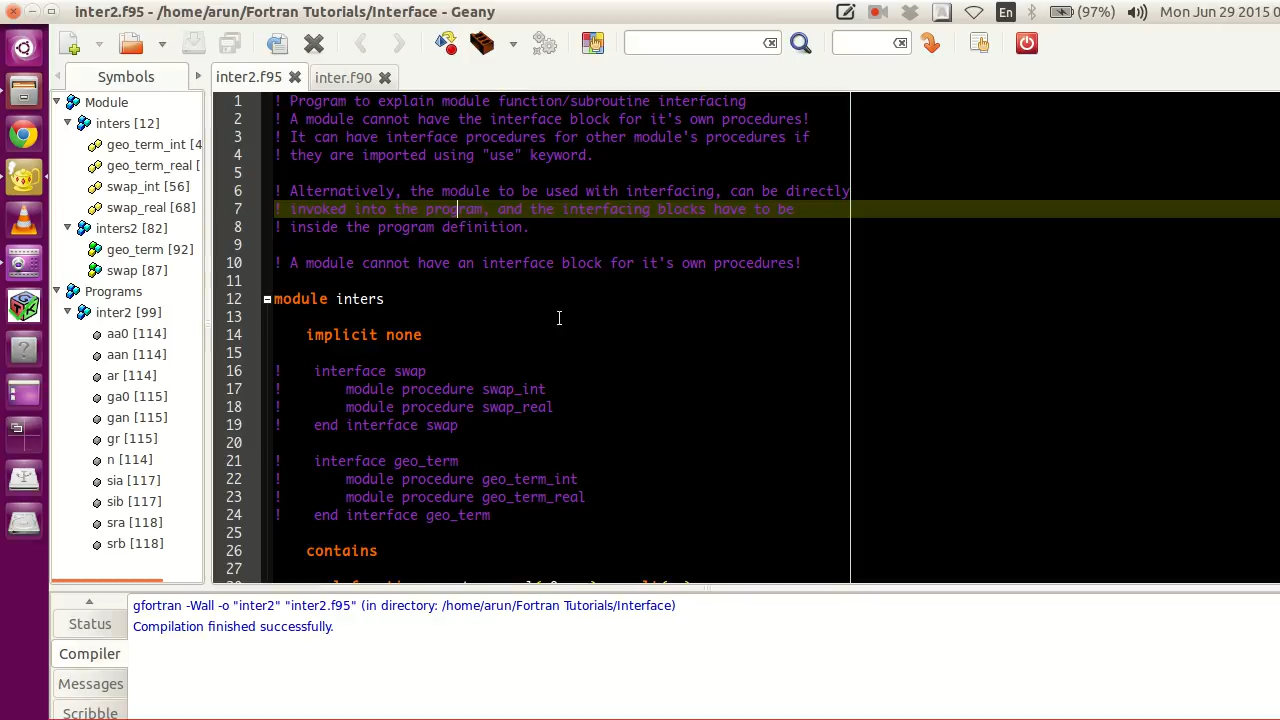 inter2.f95 - /home/arun/Fortran Tutorials/Interface - Geany
En (97%) Mon Jun 29 2015 0
Symbols
inter2.f95 inter.f90
Module
inters [12]
geo_term_int [4
geo_term_real [
swap_int [56]
swap_real [68]
inters2 [82]
geo_term [92]
swap [87]
Programs
inter2 [99]
aa0 [114]
aan [114]
ar [114]
ga0 [115]
gan [115]
gr [115]
n [114]
sia [117]
sib [117]
sra [118]
srb [118]
1 ! Program to explain module function/subroutine interfacing
2 ! A module cannot have the interface block for it's own procedures!
3 ! It can have interface procedures for other module's procedures if
4 ! they are imported using "use" keyword.
5
6 ! Alternatively, the module to be used with interfacing, can be directly
7 ! invoked into the program, and the interfacing blocks have to be
8 ! inside the program definition.
9
10 ! A module cannot have an interface block for it's own procedures!
11
12 module inters
13
14 implicit none
15
16 ! interface swap
17 ! module procedure swap_int
18 ! module procedure swap_real
19 ! end interface swap
20
21 ! interface geo_term
22 ! module procedure geo_term_int
23 ! module procedure geo_term_real
24 ! end interface geo_term
25
26 contains
27
Status
Compiler
Messages
Scribble
gfortran -Wall -o "inter2" "inter2.f95" (in directory: /home/arun/Fortran Tutorials/Interface)
Compilation finished successfully.